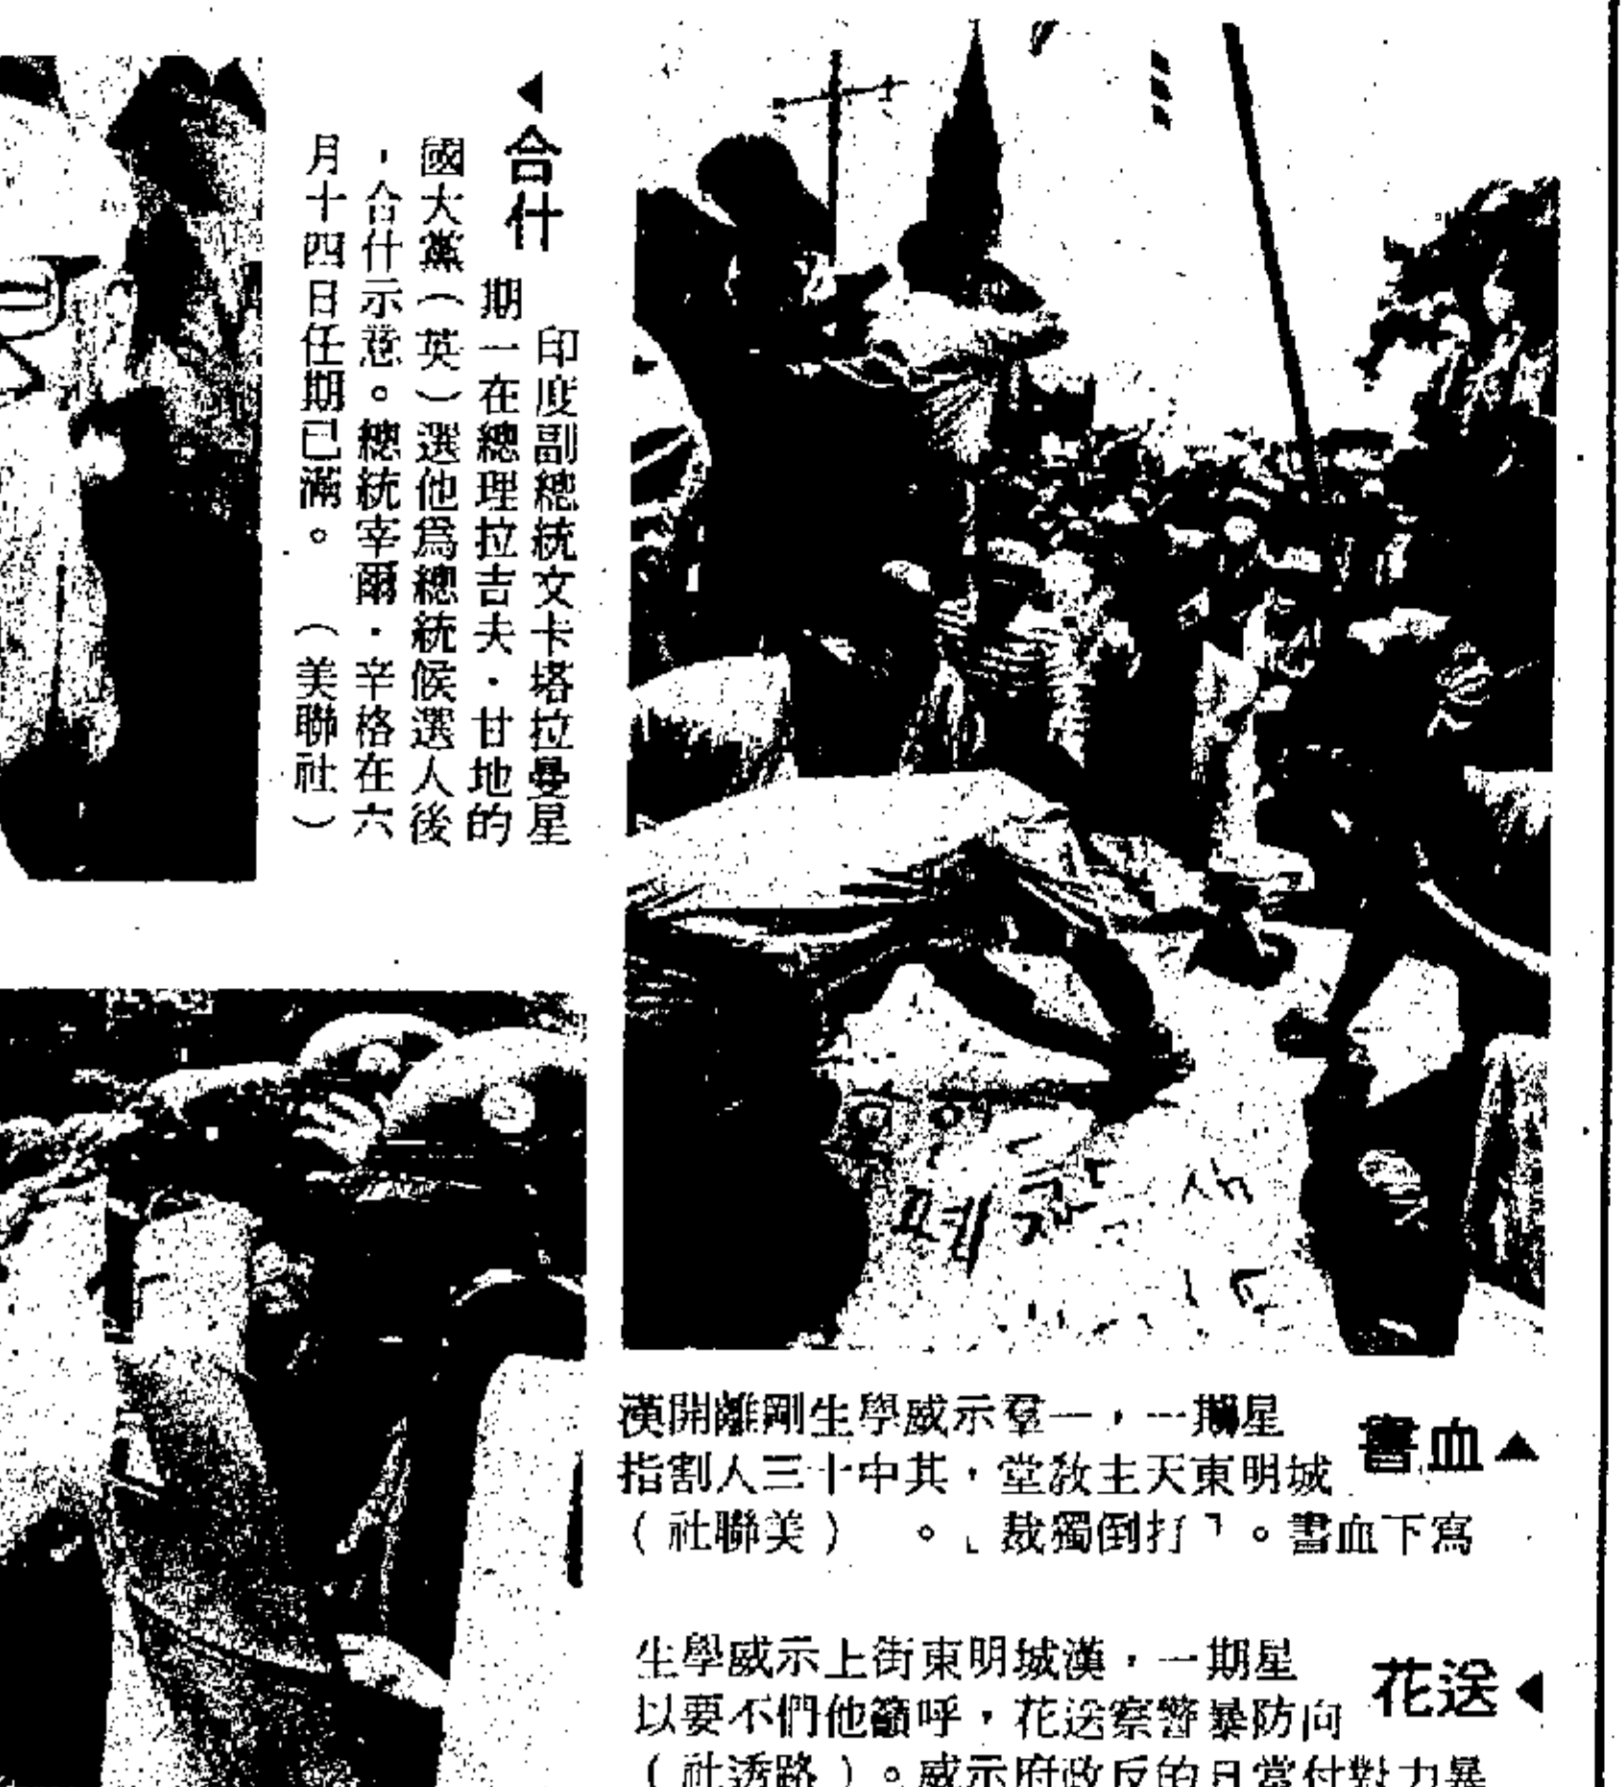 ◀合什
印度副總統文卡塔拉曼星
期一在總理拉吉夫・甘地的
國大黨(英)選他爲總統候選人後
，合什示意。總統宰爾・辛格在六
月十四日任期已滿。 (美聯社)
▲血書
星期一，一羣示威學生剛離開漢
城明東天主教堂，其中十三人割指
寫下血書。「打倒獨裁」。 (美聯社)
◀送花
星期一，漢城明東街上示威學生
向防暴警察送花，呼籲他們不要以
暴力對付當日的反政府示威。(路透社)